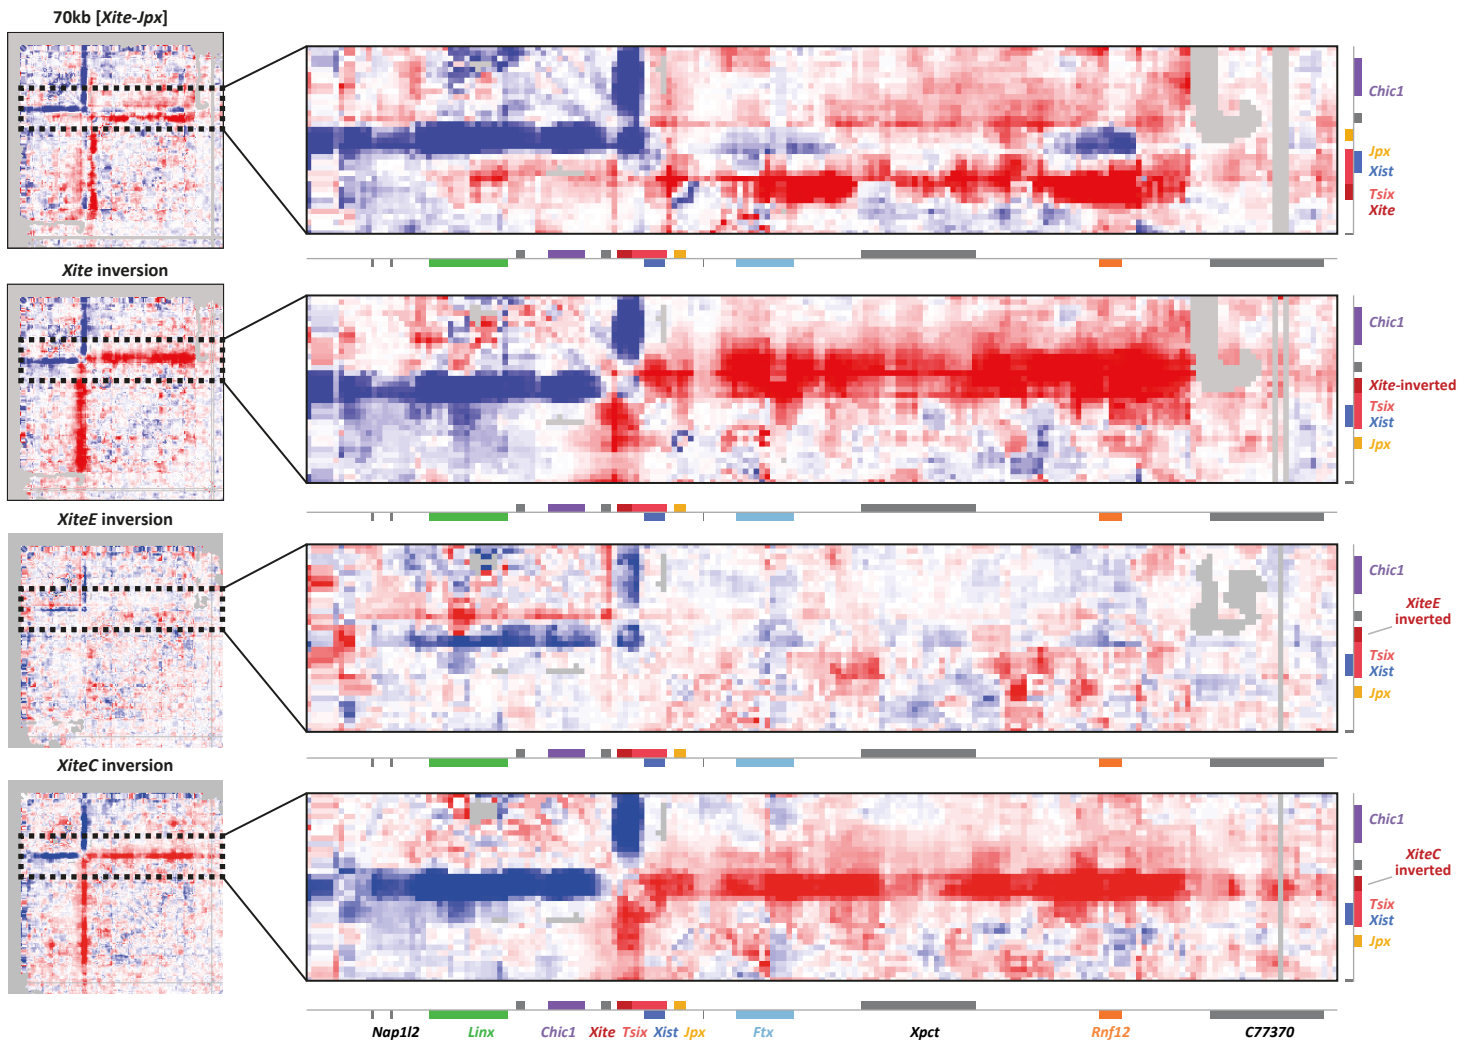 70kb [Xite-Jpx]
Chic1
Jpx
Xist
Tsix
Xite
Xite inversion
Chic1
Xite-inverted
Tsix
Xist
Jpx
XiteE inversion
Chic1
XiteE
inverted
Tsix
Xist
Jpx
XiteC inversion
Chic1
XiteC
inverted
Tsix
Xist
Jpx
Nap1l2 Linx Chic1 Xite Tsix Xist Jpx Ftx Xpct Rnf12 C77370